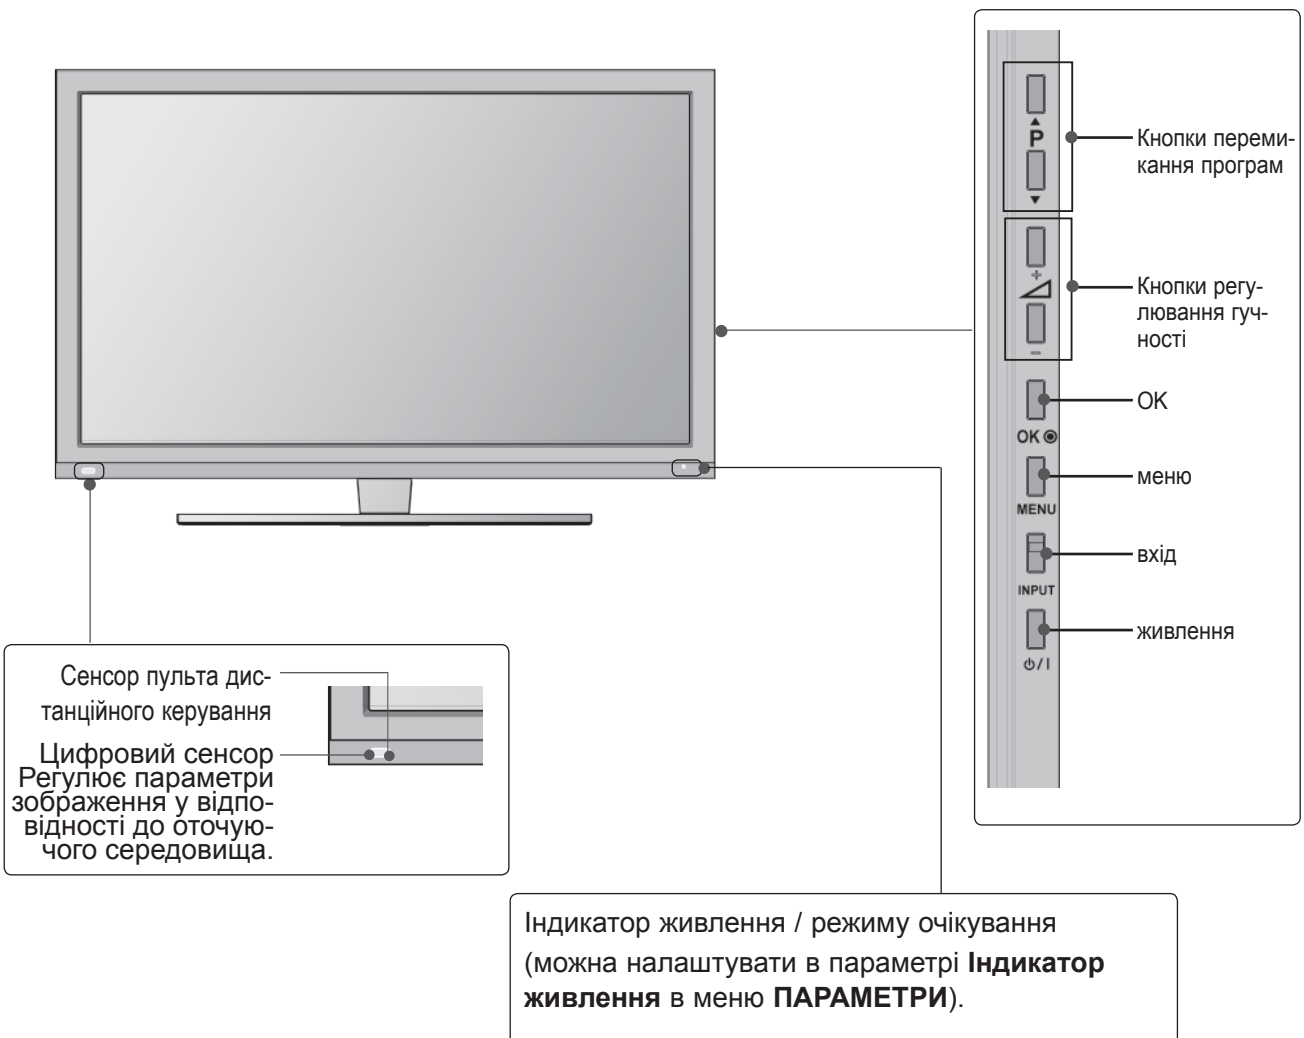 P
Кнопки переми-
кання програм
+
Кнопки регу-
лювання гуч-
ності
-
OK
OK
меню
MENU
вхід
INPUT
живлення
⏻/I
Сенсор пульта дис-
танційного керування
Цифровий сенсор
Регулює параметри
зображення у відпо-
відності до оточую-
чого середовища.
Індикатор живлення / режиму очікування
(можна налаштувати в параметрі Індикатор
живлення в меню ПАРАМЕТРИ).